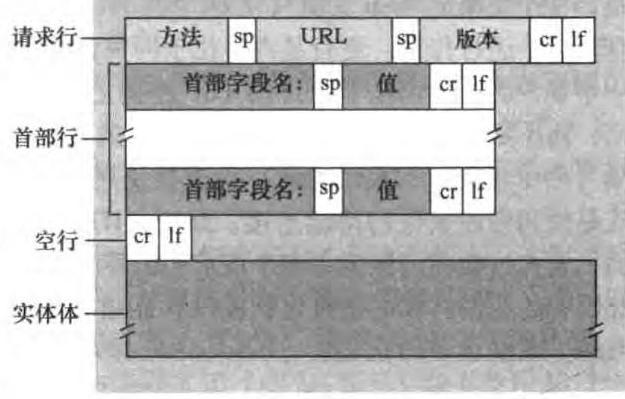 请求行 方法 sp URL sp 版本 cr lf
首部字段名: sp 值 cr lf
首部行
首部字段名: sp 值 cr lf
空行 cr lf
实体体